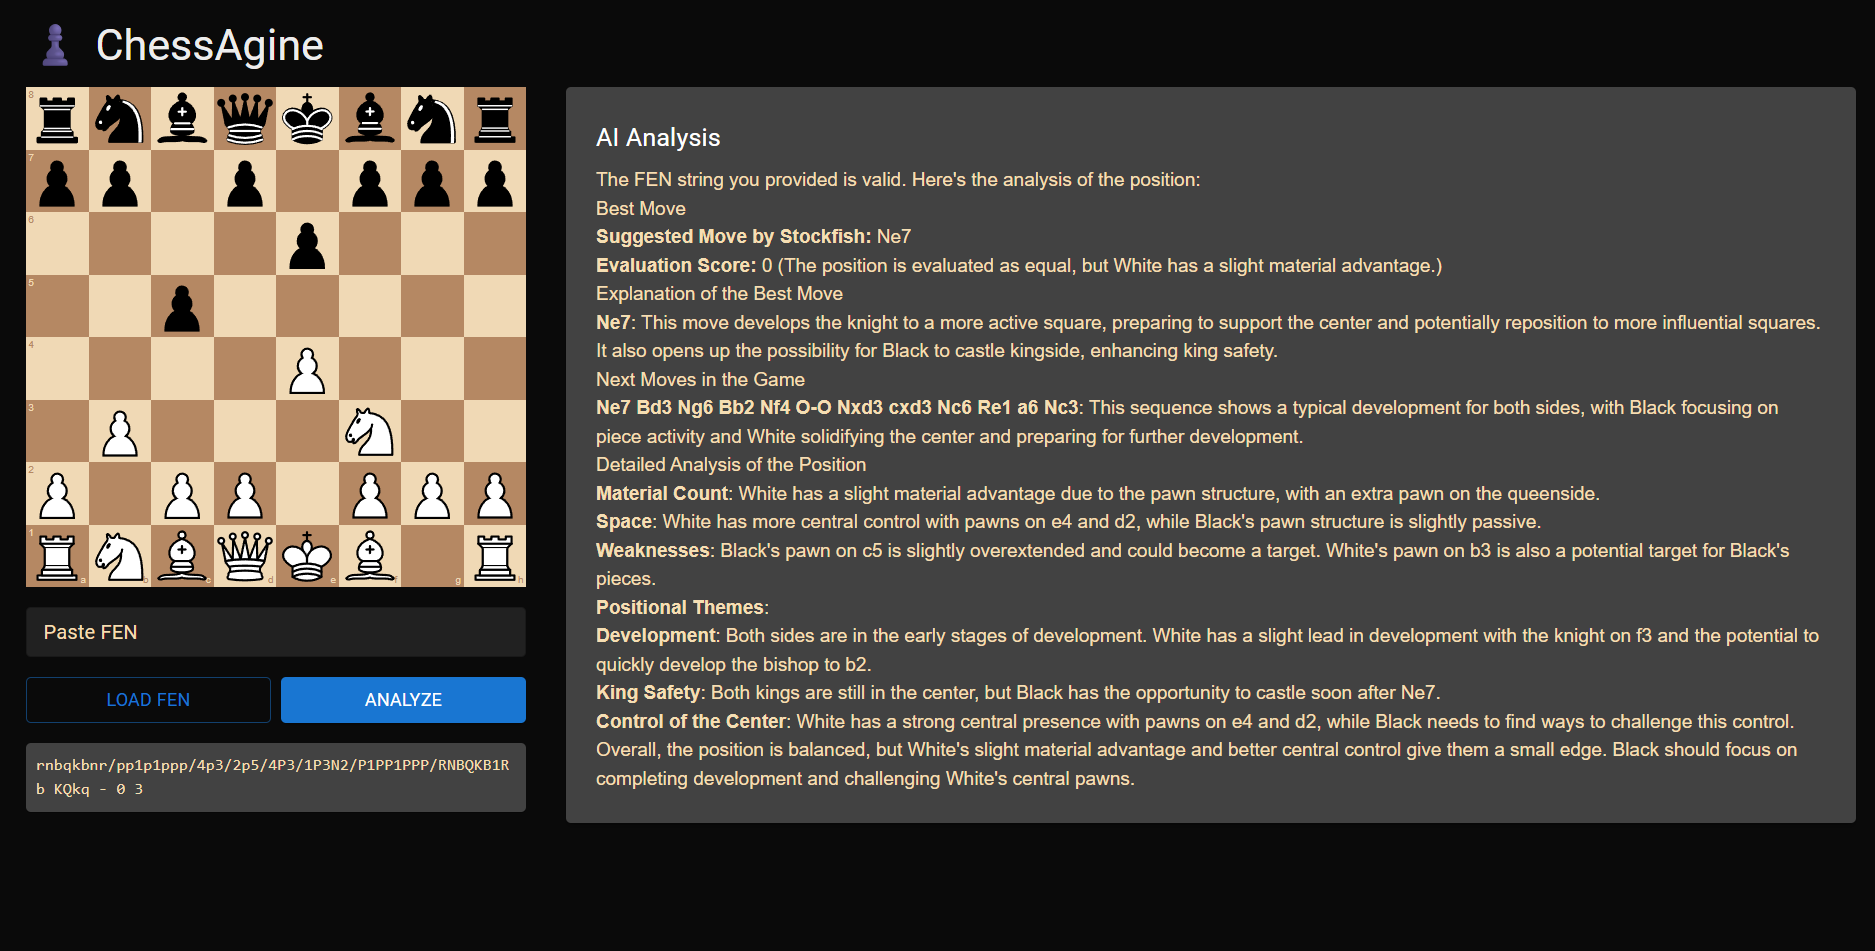 ChessAgine
8
7
6
5
4
3
2
1
a b c d e f g h
Paste FEN
LOAD FEN ANALYZE
rnbqkbnr/pp1p1ppp/4p3/2p5/4P3/1P3N2/P1PP1PPP/RNBQKB1R
b KQkq - 0 3
AI Analysis
The FEN string you provided is valid. Here's the analysis of the position:
Best Move
Suggested Move by Stockfish: Ne7
Evaluation Score: 0 (The position is evaluated as equal, but White has a slight material advantage.)
Explanation of the Best Move
Ne7: This move develops the knight to a more active square, preparing to support the center and potentially reposition to more influential squares.
It also opens up the possibility for Black to castle kingside, enhancing king safety.
Next Moves in the Game
Ne7 Bd3 Ng6 Bb2 Nf4 O-O Nxd3 cxd3 Nc6 Re1 a6 Nc3: This sequence shows a typical development for both sides, with Black focusing on
piece activity and White solidifying the center and preparing for further development.
Detailed Analysis of the Position
Material Count: White has a slight material advantage due to the pawn structure, with an extra pawn on the queenside.
Space: White has more central control with pawns on e4 and d2, while Black's pawn structure is slightly passive.
Weaknesses: Black's pawn on c5 is slightly overextended and could become a target. White's pawn on b3 is also a potential target for Black's
pieces.
Positional Themes:
Development: Both sides are in the early stages of development. White has a slight lead in development with the knight on f3 and the potential to
quickly develop the bishop to b2.
King Safety: Both kings are still in the center, but Black has the opportunity to castle soon after Ne7.
Control of the Center: White has a strong central presence with pawns on e4 and d2, while Black needs to find ways to challenge this control.
Overall, the position is balanced, but White's slight material advantage and better central control give them a small edge. Black should focus on
completing development and challenging White's central pawns.